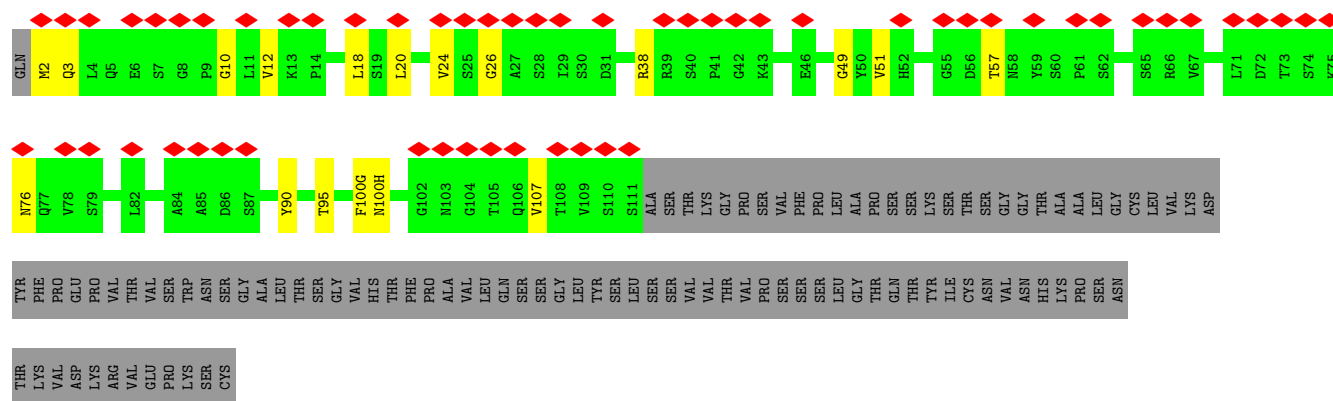 GLN M2 Q3 L4 Q5 E6 S7 G8 P9 G10 L11 V12 K13 P14 L18 S19 L20 V24 S25 G26 A27 S28 I29 S30 D31 R38 R39 S40 P41 G42 K43 E46 G49 Y50 V51 H52 G55 D56 T57 N58 Y59 S60 P61 S62 S65 R66 V67 L71 D72 T73 S74 K75
N76 Q77 V78 S79 L82 A84 A85 D86 S87 Y90 T95 F100G N100H G102 N103 G104 T105 Q106 V107 T108 V109 S110 S111 ALA SER THR LYS GLY PRO SER VAL PHE PRO LEU ALA PRO SER SER LYS SER THR SER GLY GLY THR ALA ALA LEU GLY CYS LEU VAL LYS ASP
TYR PHE PRO GLU PRO VAL THR VAL SER TRP ASN SER GLY ALA LEU THR SER GLY VAL HIS THR PHE PRO ALA VAL LEU GLN SER SER GLY LEU TYR SER LEU SER SER VAL VAL THR VAL PRO SER SER SER LEU GLY THR GLN THR TYR ILE CYS ASN VAL ASN HIS LYS PRO SER ASN
THR LYS VAL ASP LYS ARG VAL GLU PRO LYS SER CYS